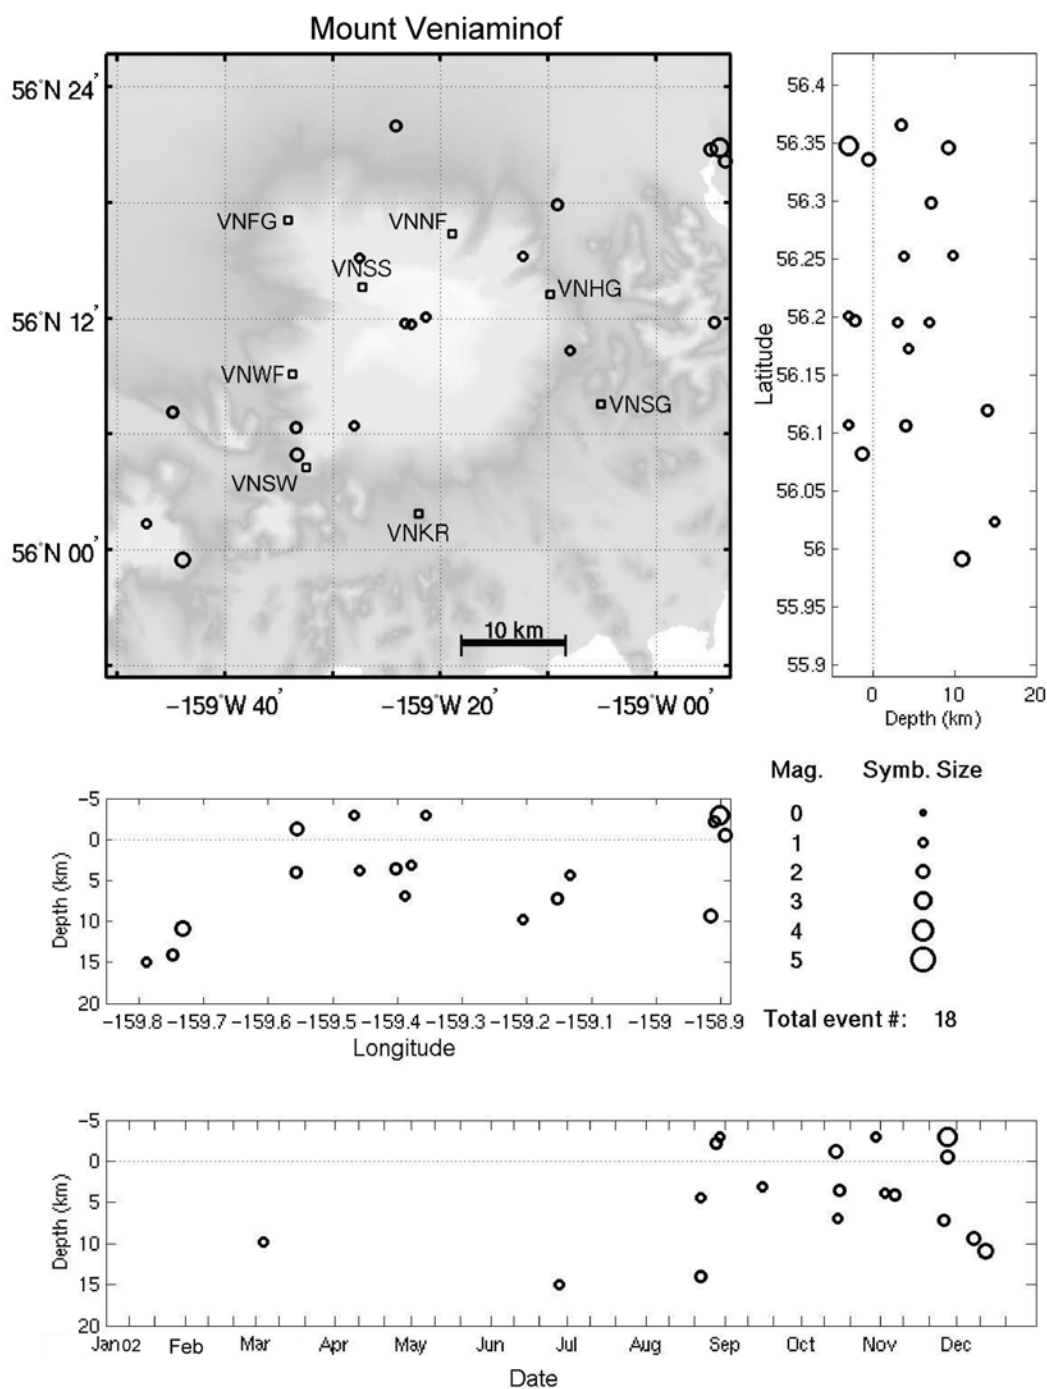 Mount Veniaminof
56°N 24'
56°N 12'
56°N 00'
VNFG
VNNF
VNSS
VNHG
VNWF
VNSG
VNSW
VNKR
10 km
−159°W 40'
−159°W 20'
−159°W 00'
56.4
56.35
56.3
56.25
56.2
56.15
56.1
56.05
56
55.95
55.9
Latitude
0 10 20
Depth (km)
−5
0
5
10
15
20
Depth (km)
−159.8 −159.7 −159.6 −159.5 −159.4 −159.3 −159.2 −159.1 −159 −158.9
Longitude
Mag. Symb. Size
0
1
2
3
4
5
Total event #: 18
−5
0
5
10
15
20
Depth (km)
Jan02 Feb Mar Apr May Jun Jul Aug Sep Oct Nov Dec
Date